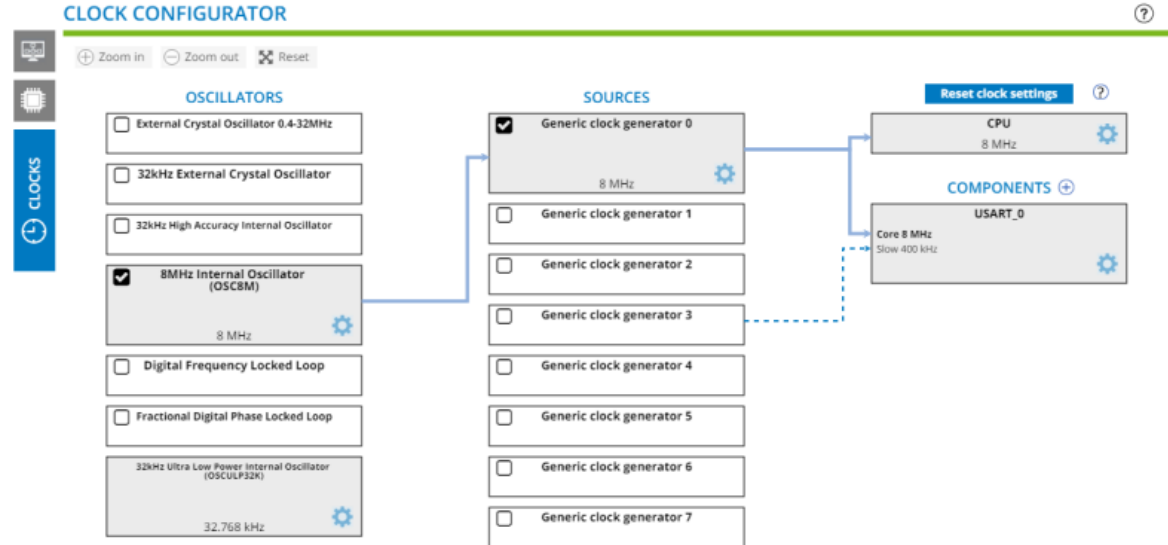 CLOCK CONFIGURATOR
?
Zoom in
Zoom out
Reset
CLOCKS
OSCILLATORS
External Crystal Oscillator 0.4-32MHz
32kHz External Crystal Oscillator
32kHz High Accuracy Internal Oscillator
8MHz Internal Oscillator
(OSC8M)
8 MHz
Digital Frequency Locked Loop
Fractional Digital Phase Locked Loop
32kHz Ultra Low Power Internal Oscillator
(OSCULP32K)
32.768 kHz
SOURCES
Generic clock generator 0
8 MHz
Generic clock generator 1
Generic clock generator 2
Generic clock generator 3
Generic clock generator 4
Generic clock generator 5
Generic clock generator 6
Generic clock generator 7
Reset clock settings
?
CPU
8 MHz
COMPONENTS
USART_0
Core 8 MHz
Slow 400 kHz